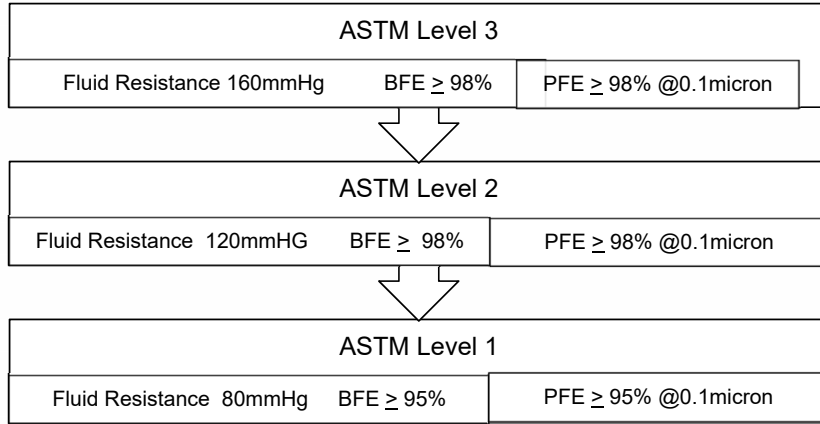 ASTM Level 3
Fluid Resistance 160mmHg BFE ≥ 98% PFE ≥ 98% @0.1micron
ASTM Level 2
Fluid Resistance 120mmHG BFE ≥ 98% PFE ≥ 98% @0.1micron
ASTM Level 1
Fluid Resistance 80mmHg BFE ≥ 95% PFE ≥ 95% @0.1micron